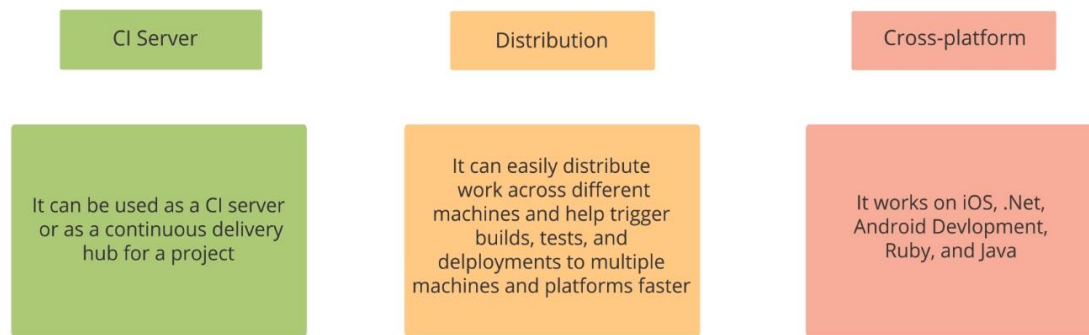 CI Server
Distribution
Cross-platform
It can be used as a CI server
or as a continuous delivery
hub for a project
It can easily distribute
work across different
machines and help trigger
builds, tests, and
delployments to multiple
machines and platforms faster
It works on iOS, .Net,
Android Devlopment,
Ruby, and Java